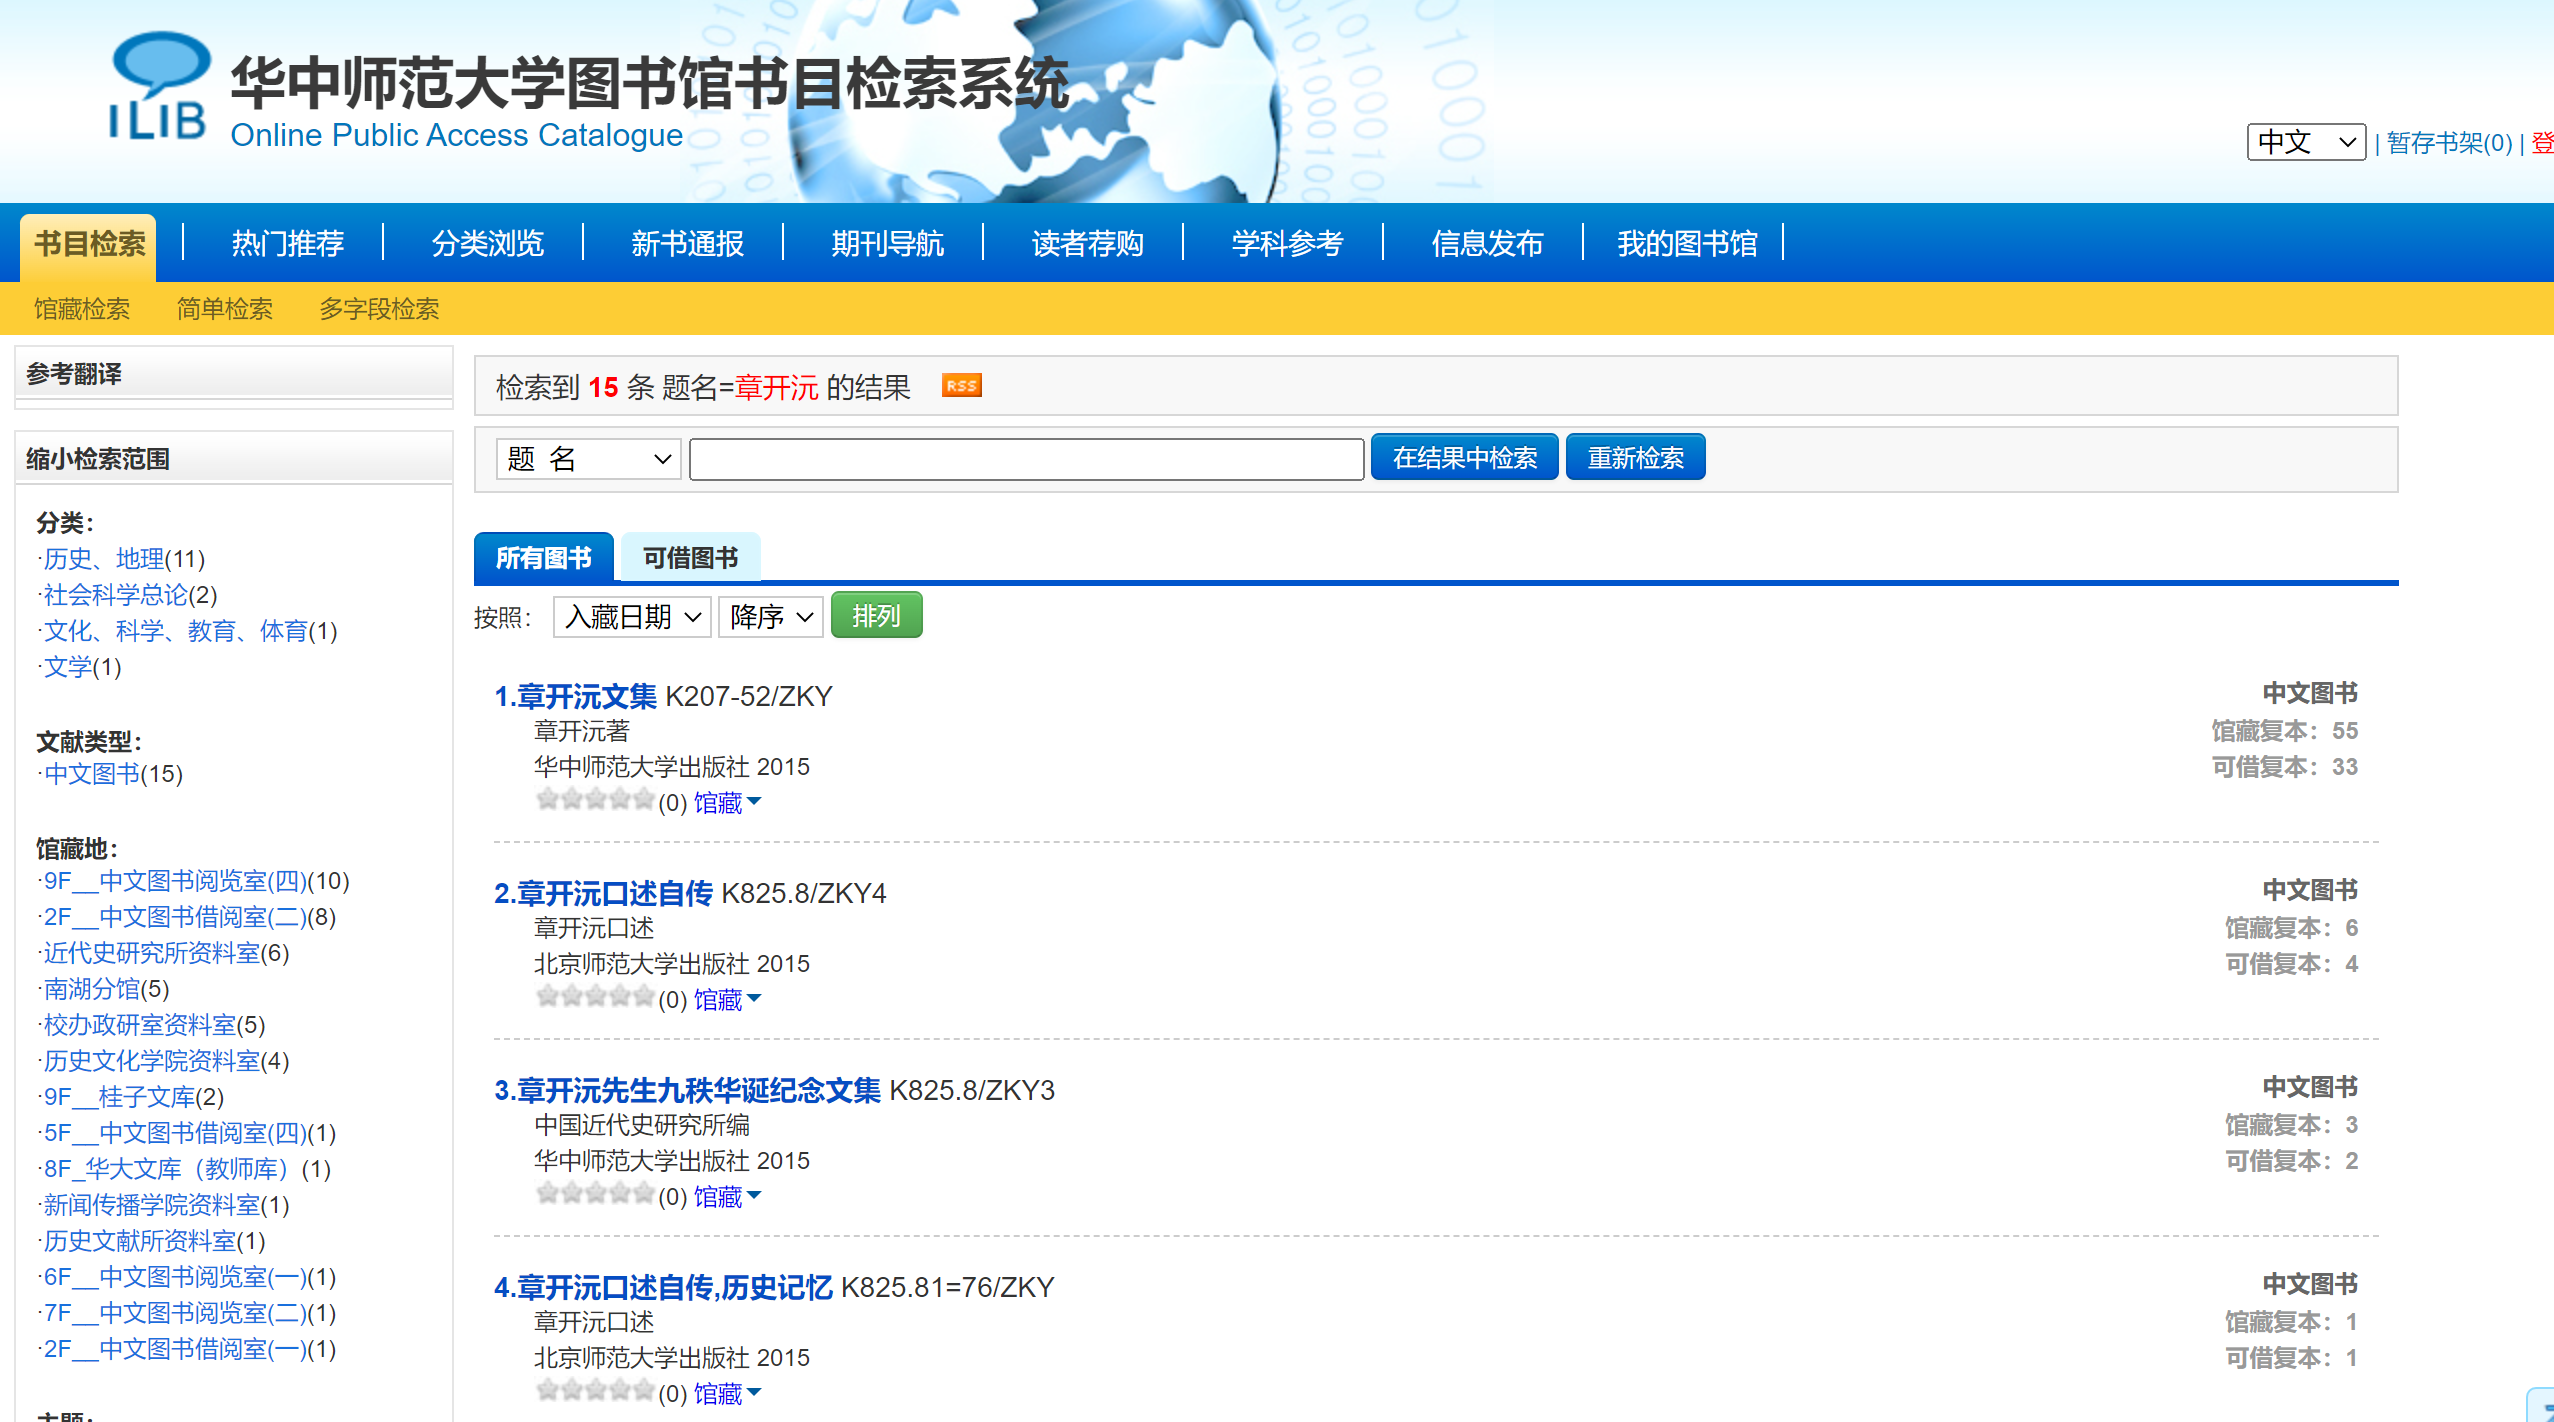 ILIB
华中师范大学图书馆书目检索系统
Online Public Access Catalogue
中文 | 暂存书架(0) | 登
书目检索 热门推荐 分类浏览 新书通报 期刊导航 读者荐购 学科参考 信息发布 我的图书馆
馆藏检索 简单检索 多字段检索
参考翻译
缩小检索范围
分类：
·历史、地理(11)
·社会科学总论(2)
·文化、科学、教育、体育(1)
·文学(1)
文献类型：
·中文图书(15)
馆藏地：
·9F__中文图书阅览室(四)(10)
·2F__中文图书借阅室(二)(8)
·近代史研究所资料室(6)
·南湖分馆(5)
·校办政研室资料室(5)
·历史文化学院资料室(4)
·9F__桂子文库(2)
·5F__中文图书借阅室(四)(1)
·8F_华大文库（教师库）(1)
·新闻传播学院资料室(1)
·历史文献所资料室(1)
·6F__中文图书阅览室(一)(1)
·7F__中文图书阅览室(二)(1)
·2F__中文图书借阅室(一)(1)
主题：
检索到 15 条 题名=章开沅 的结果 RSS
题 名 在结果中检索 重新检索
所有图书 可借图书
按照： 入藏日期 降序 排列
1.章开沅文集 K207-52/ZKY 中文图书
章开沅著 馆藏复本：55
华中师范大学出版社 2015 可借复本：33
(0) 馆藏
2.章开沅口述自传 K825.8/ZKY4 中文图书
章开沅口述 馆藏复本：6
北京师范大学出版社 2015 可借复本：4
(0) 馆藏
3.章开沅先生九秩华诞纪念文集 K825.8/ZKY3 中文图书
中国近代史研究所编 馆藏复本：3
华中师范大学出版社 2015 可借复本：2
(0) 馆藏
4.章开沅口述自传,历史记忆 K825.81=76/ZKY 中文图书
章开沅口述 馆藏复本：1
北京师范大学出版社 2015 可借复本：1
(0) 馆藏